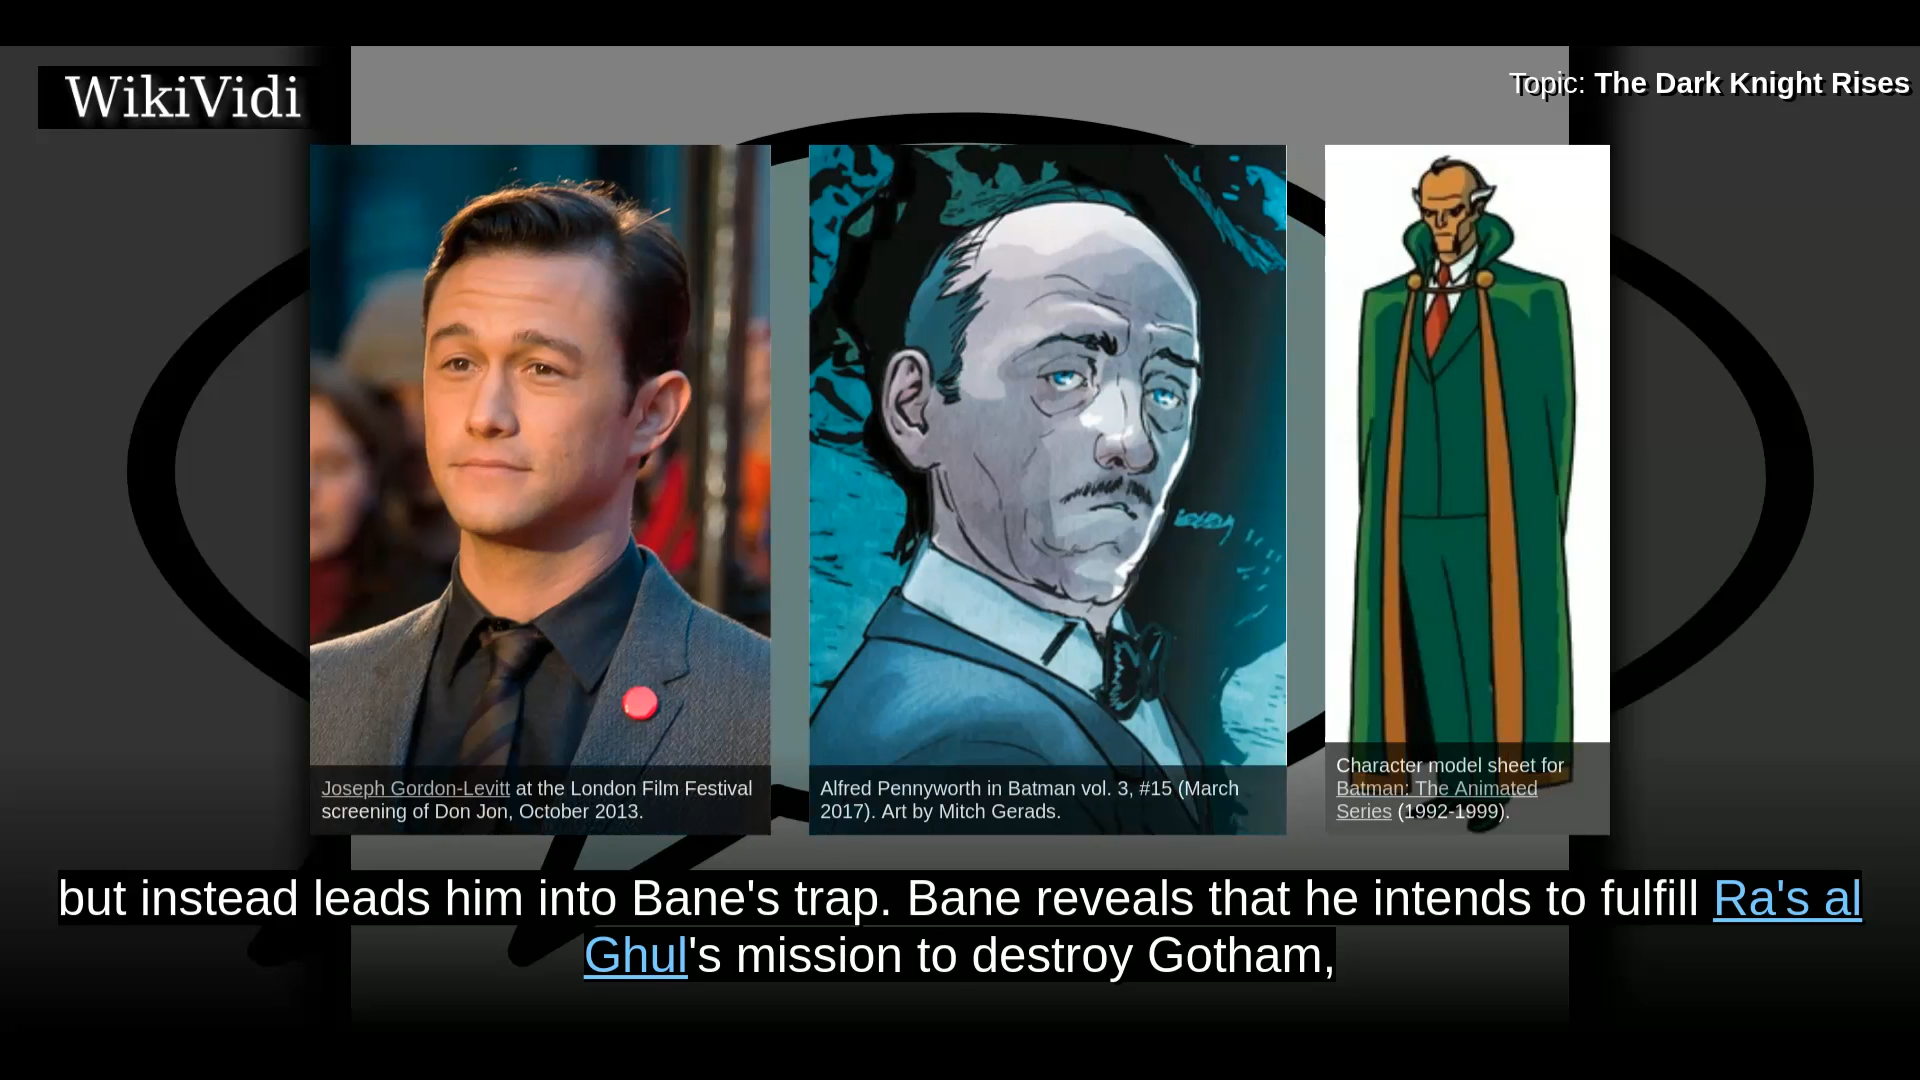 WikiVidi
Topic: The Dark Knight Rises
Joseph Gordon-Levitt at the London Film Festival
screening of Don Jon, October 2013.
Alfred Pennyworth in Batman vol. 3, #15 (March
2017). Art by Mitch Gerads.
Character model sheet for
Batman: The Animated
Series (1992-1999).
but instead leads him into Bane's trap. Bane reveals that he intends to fulfill Ra's al
Ghul's mission to destroy Gotham,